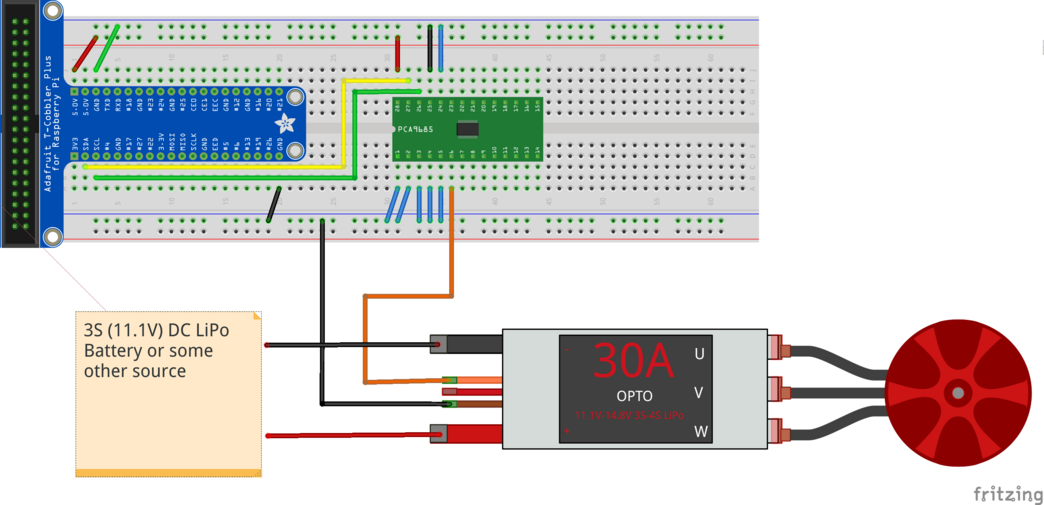 Adafruit T-Cobbler Plus
for Raspberry Pi
5.0V 5.0V GND TXD RXD #18 GND #23 #24 GND #25 CE0 CE1 EEC GND #12 GND #16 #20 #21
3V3 SDA SCL #4 GND #17 #27 #22 3.3V MOSI MISO SCLK GND EED #5 #6 #13 #19 #26 GND
PCA9685
3S (11.1V) DC LiPo
Battery or some
other source
30A
OPTO
11.1V-14.8V 3S-4S LiPo
U
V
W
fritzing